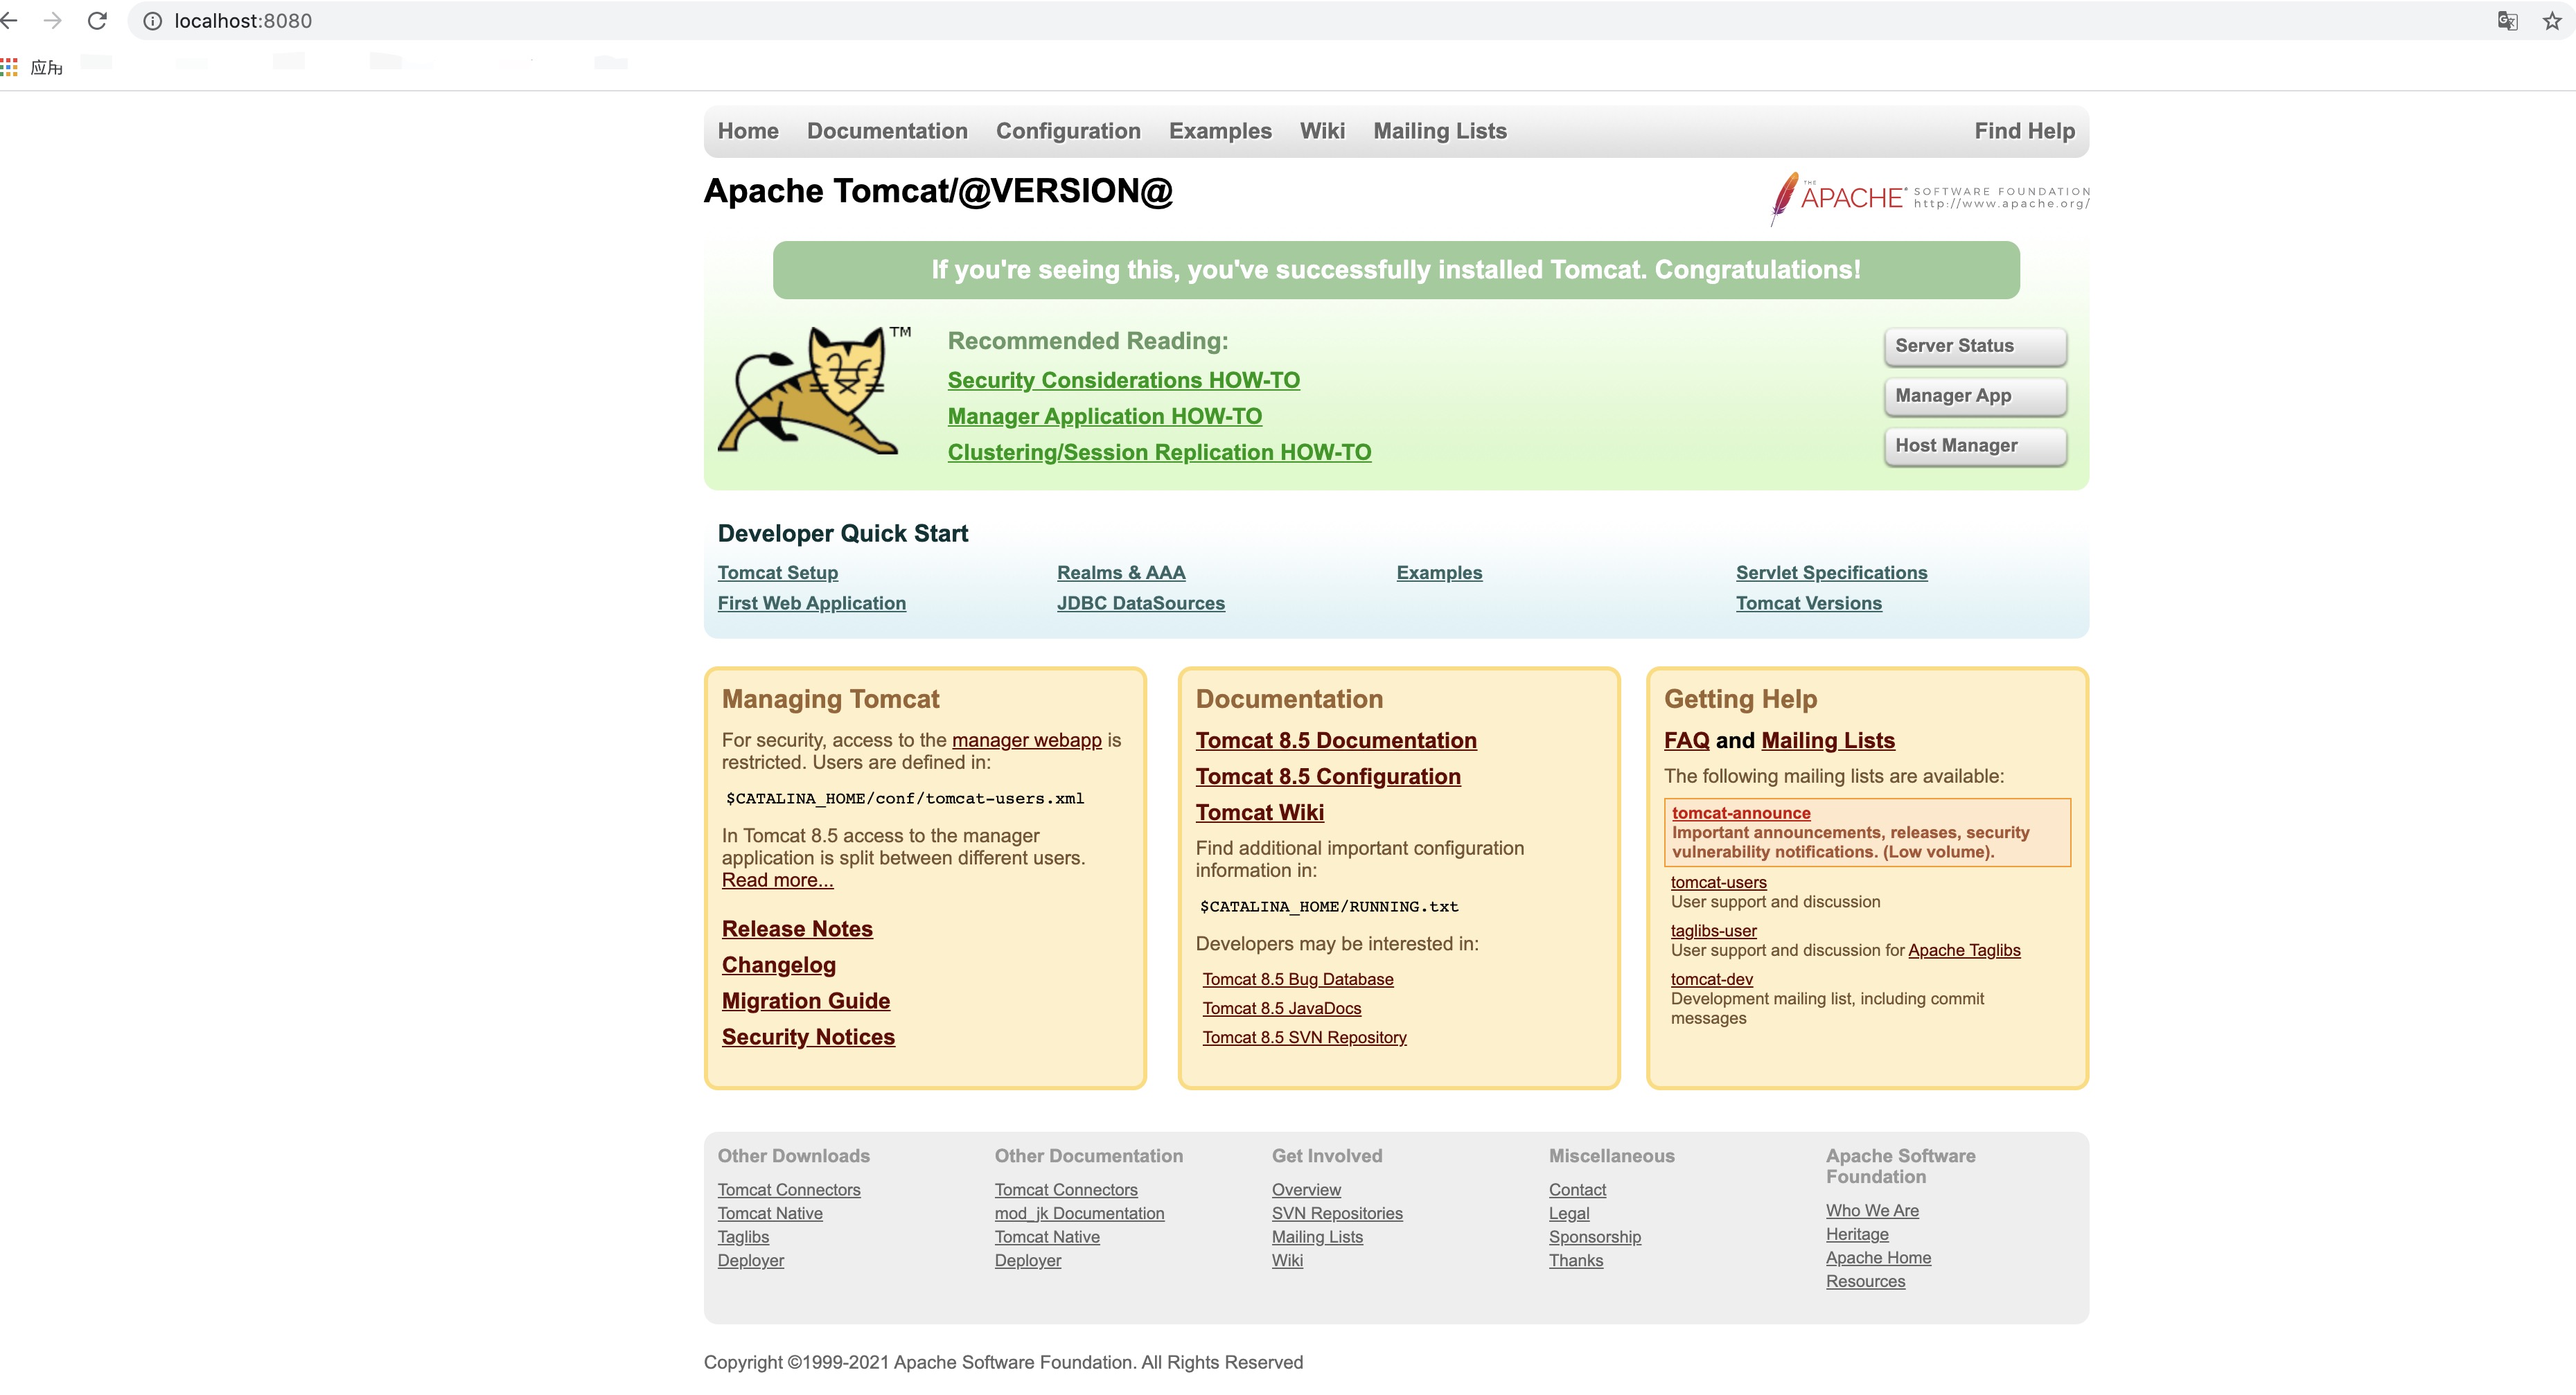 localhost:8080
应用
Home Documentation Configuration Examples Wiki Mailing Lists Find Help
Apache Tomcat/@VERSION@
THE APACHE® SOFTWARE FOUNDATION
http://www.apache.org/
If you're seeing this, you've successfully installed Tomcat. Congratulations!
TM
Recommended Reading:
Security Considerations HOW-TO
Manager Application HOW-TO
Clustering/Session Replication HOW-TO
Server Status
Manager App
Host Manager
Developer Quick Start
Tomcat Setup Realms & AAA Examples Servlet Specifications
First Web Application JDBC DataSources Tomcat Versions
Managing Tomcat
For security, access to the manager webapp is
restricted. Users are defined in:
$CATALINA_HOME/conf/tomcat-users.xml
In Tomcat 8.5 access to the manager
application is split between different users.
Read more...
Release Notes
Changelog
Migration Guide
Security Notices
Documentation
Tomcat 8.5 Documentation
Tomcat 8.5 Configuration
Tomcat Wiki
Find additional important configuration
information in:
$CATALINA_HOME/RUNNING.txt
Developers may be interested in:
Tomcat 8.5 Bug Database
Tomcat 8.5 JavaDocs
Tomcat 8.5 SVN Repository
Getting Help
FAQ and Mailing Lists
The following mailing lists are available:
tomcat-announce
Important announcements, releases, security
vulnerability notifications. (Low volume).
tomcat-users
User support and discussion
taglibs-user
User support and discussion for Apache Taglibs
tomcat-dev
Development mailing list, including commit
messages
Other Downloads
Tomcat Connectors
Tomcat Native
Taglibs
Deployer
Other Documentation
Tomcat Connectors
mod_jk Documentation
Tomcat Native
Deployer
Get Involved
Overview
SVN Repositories
Mailing Lists
Wiki
Miscellaneous
Contact
Legal
Sponsorship
Thanks
Apache Software
Foundation
Who We Are
Heritage
Apache Home
Resources
Copyright ©1999-2021 Apache Software Foundation. All Rights Reserved